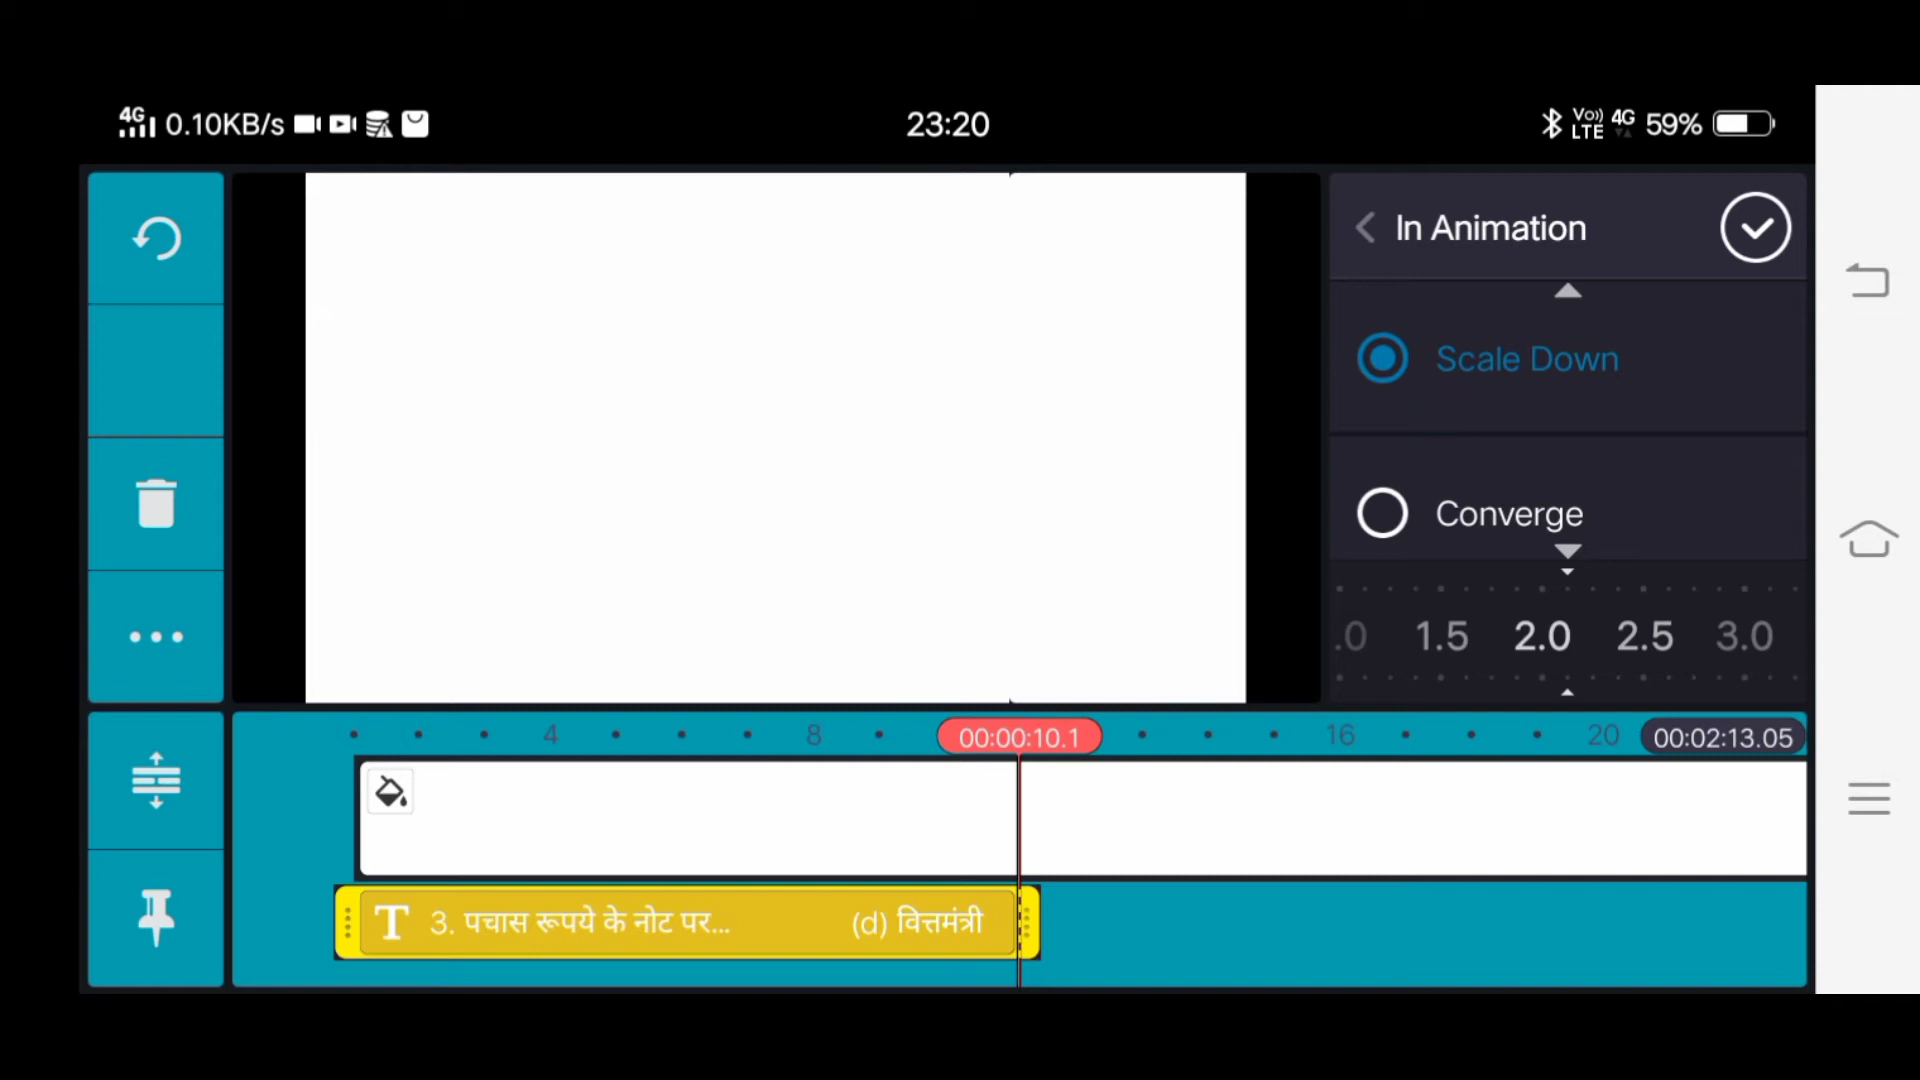 4G 0.10KB/s 23:20 Vo) LTE 4G 59%
In Animation
Scale Down
Converge
.0 1.5 2.0 2.5 3.0
4 8 00:00:10.1 16 20 00:02:13.05
T 3. पचास रूपये के नोट पर... (d) वित्तमंत्री